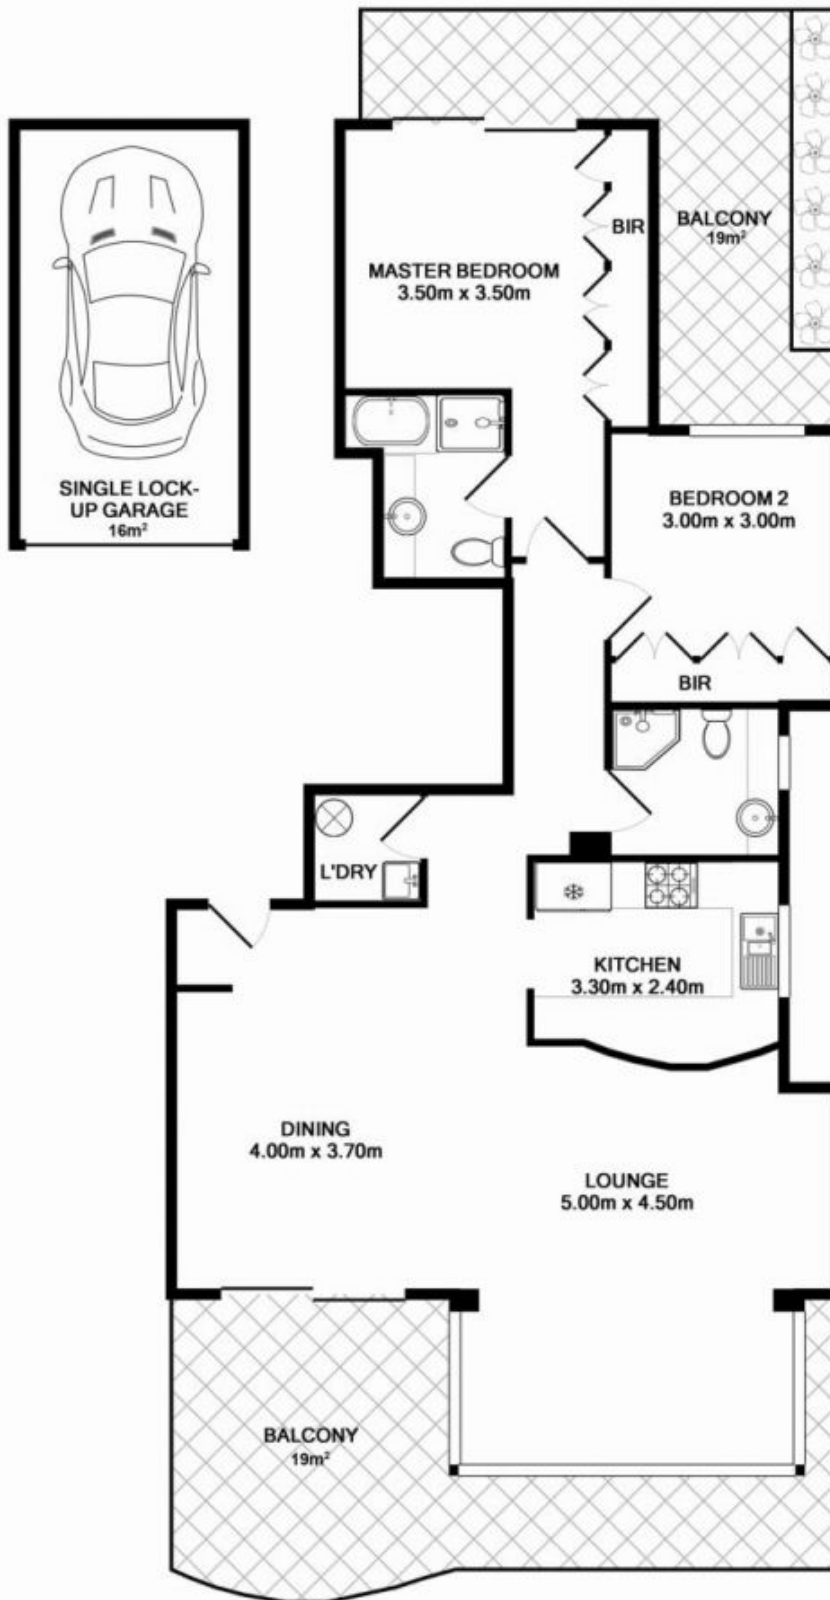 BALCONY
19m²
BIR
MASTER BEDROOM
3.50m x 3.50m
SINGLE LOCK-
UP GARAGE
16m²
BEDROOM 2
3.00m x 3.00m
BIR
L'DRY
KITCHEN
3.30m x 2.40m
DINING
4.00m x 3.70m
LOUNGE
5.00m x 4.50m
BALCONY
19m²